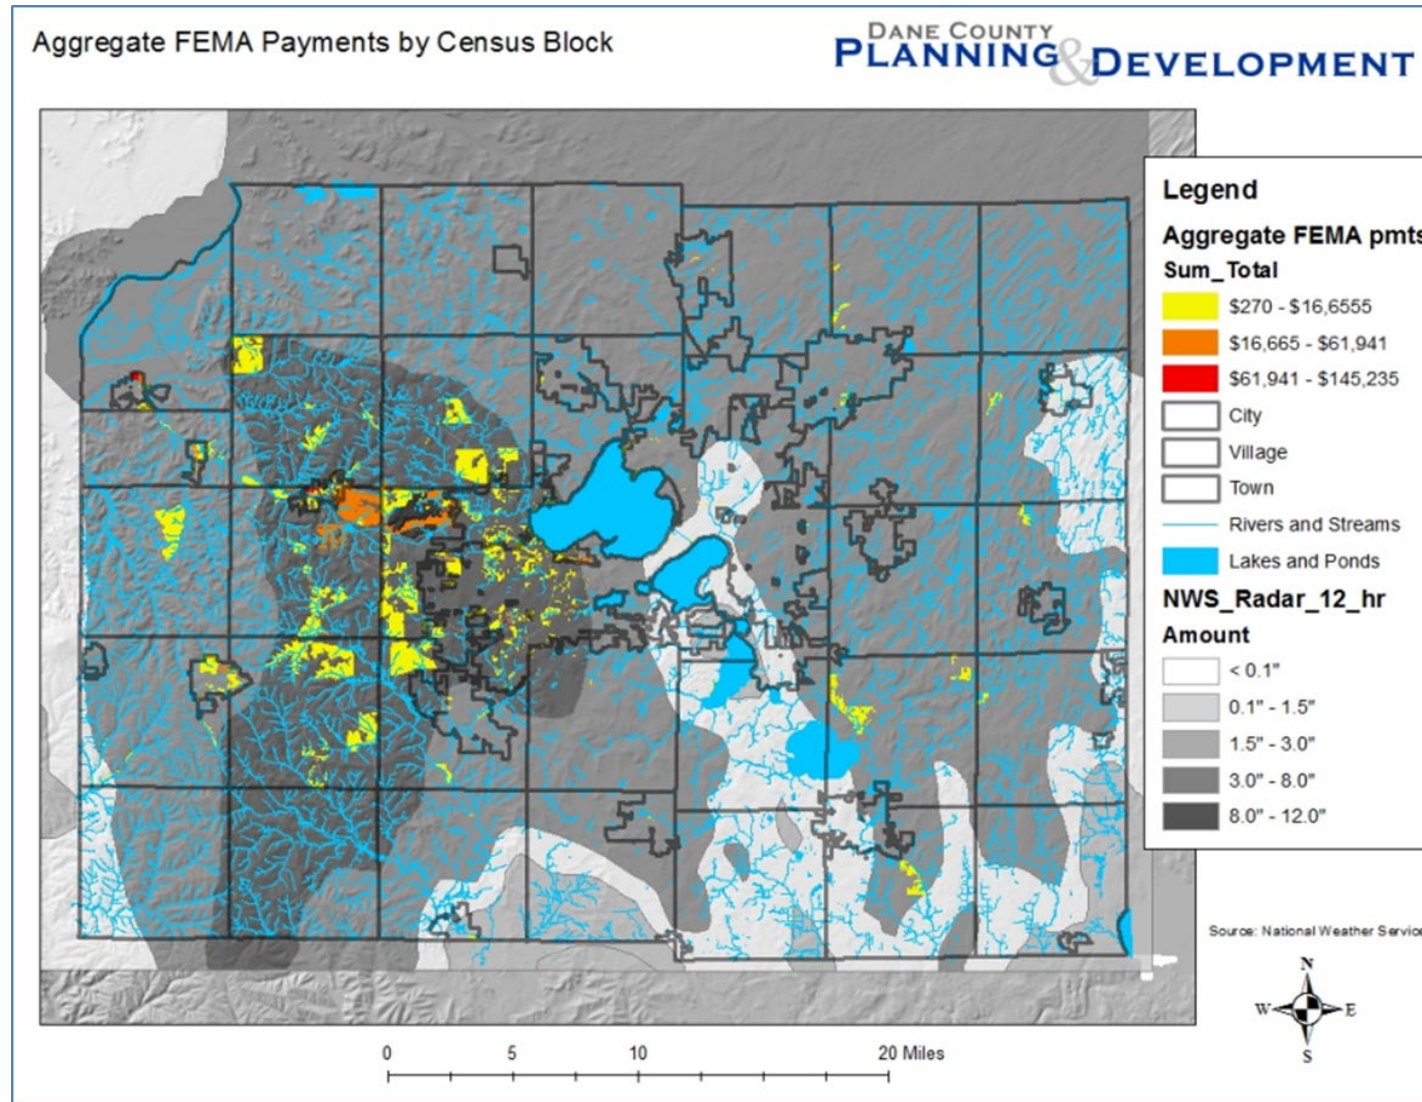 Aggregate FEMA Payments by Census Block
DANE COUNTY
PLANNING & DEVELOPMENT
Legend
Aggregate FEMA pmts
Sum_Total
$270 - $16,6555
$16,665 - $61,941
$61,941 - $145,235
City
Village
Town
Rivers and Streams
Lakes and Ponds
NWS_Radar_12_hr
Amount
< 0.1"
0.1" - 1.5"
1.5" - 3.0"
3.0" - 8.0"
8.0" - 12.0"
Source: National Weather Service
N
W E
S
0 5 10 20 Miles